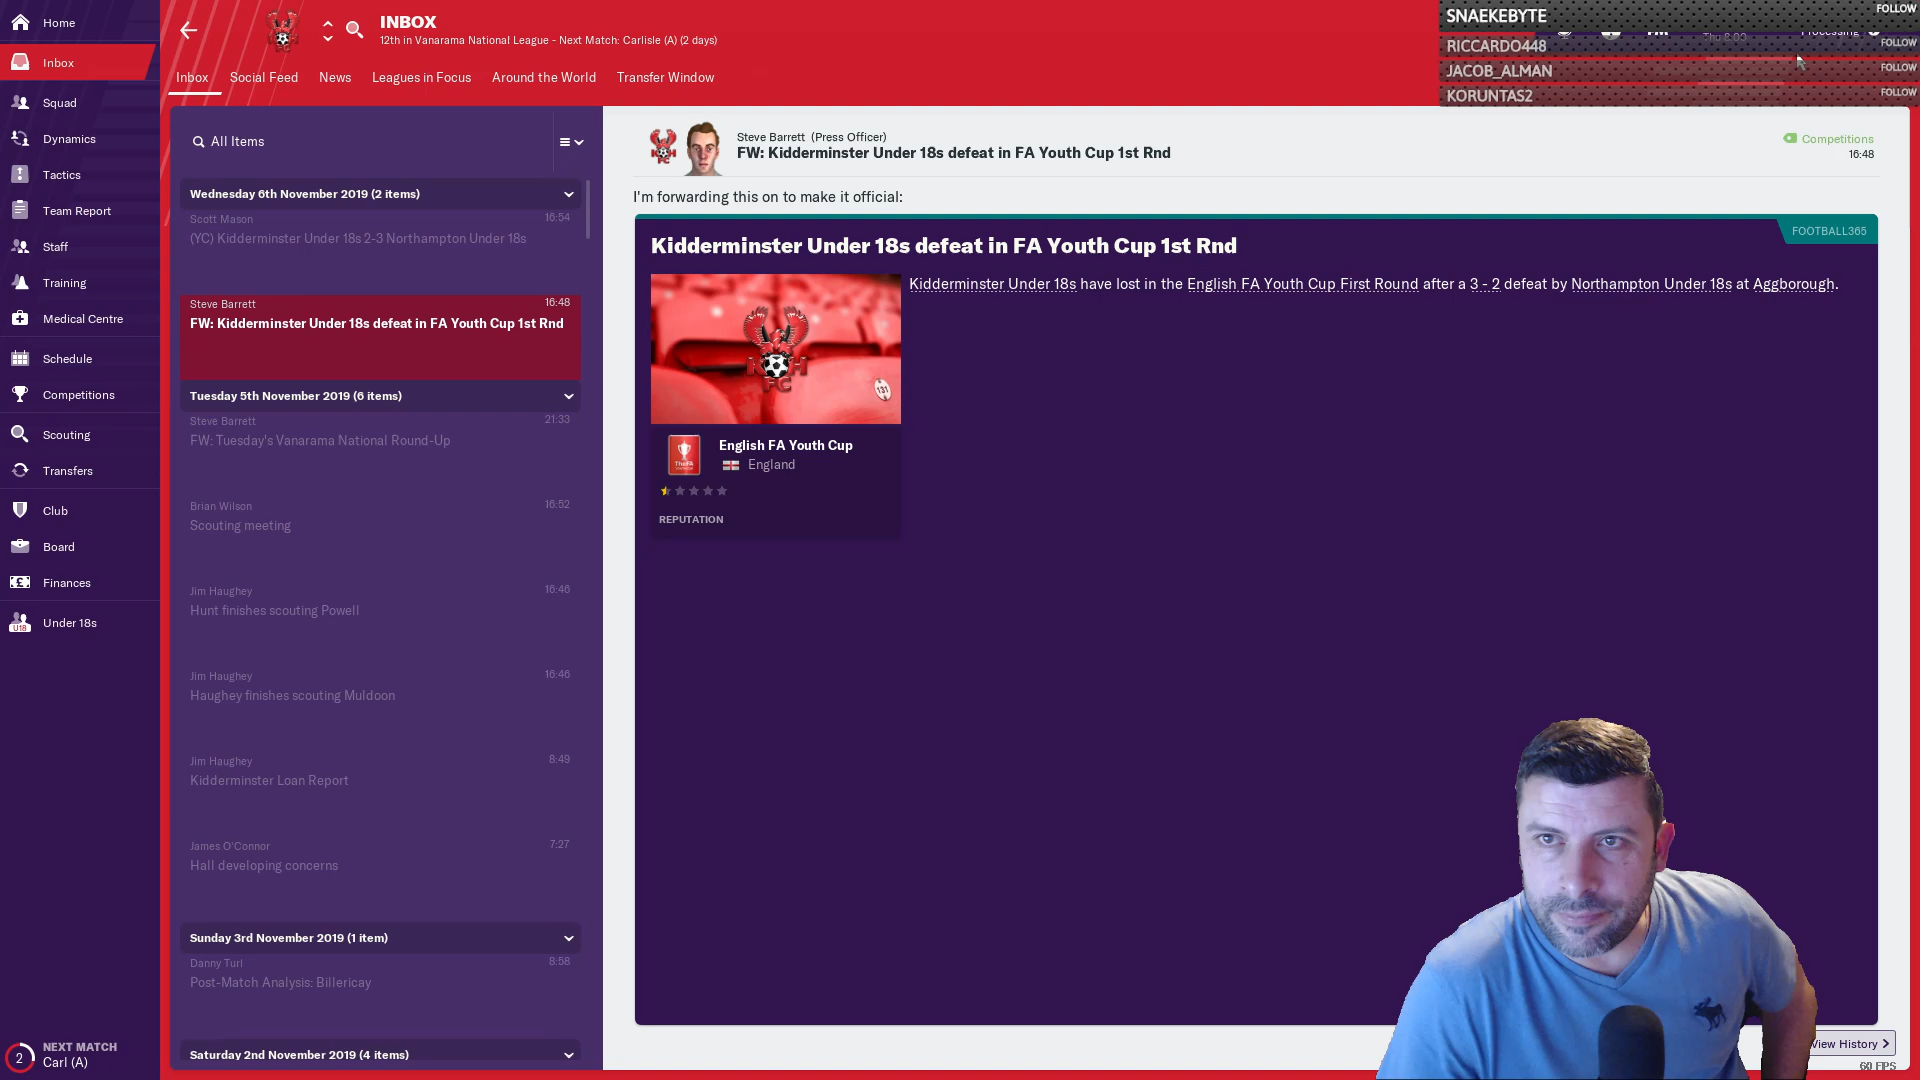 Home
Inbox
Squad
Dynamics
Tactics
Team Report
Staff
Training
Medical Centre
Schedule
Competitions
Scouting
Transfers
Club
Board
Finances
Under 18s
U18
2
NEXT MATCH
Carl (A)
INBOX
12th in Vanarama National League - Next Match: Carlisle (A) (2 days)
Inbox
Social Feed
News
Leagues in Focus
Around the World
Transfer Window
SNAEKEBYTE FOLLOW
RICCARDO448 FOLLOW
JACOB_ALMAN FOLLOW
KORUNTAS2 FOLLOW
All Items
Wednesday 6th November 2019 (2 items)
Scott Mason 16:54
(YC) Kidderminster Under 18s 2-3 Northampton Under 18s
Steve Barrett 16:48
FW: Kidderminster Under 18s defeat in FA Youth Cup 1st Rnd
Tuesday 5th November 2019 (6 items)
Steve Barrett 21:33
FW: Tuesday's Vanarama National Round-Up
Brian Wilson 16:52
Scouting meeting
Jim Haughey 16:46
Hunt finishes scouting Powell
Jim Haughey 16:46
Haughey finishes scouting Muldoon
Jim Haughey 8:49
Kidderminster Loan Report
James O'Connor 7:27
Hall developing concerns
Sunday 3rd November 2019 (1 item)
Danny Turl 8:58
Post-Match Analysis: Billericay
Saturday 2nd November 2019 (4 items)
Steve Barrett (Press Officer)
FW: Kidderminster Under 18s defeat in FA Youth Cup 1st Rnd
Competitions
16:48
I'm forwarding this on to make it official:
Kidderminster Under 18s defeat in FA Youth Cup 1st Rnd
FOOTBALL365
Kidderminster Under 18s have lost in the English FA Youth Cup First Round after a 3 - 2 defeat by Northampton Under 18s at Aggborough.
KH
FC
131
English FA Youth Cup
England
REPUTATION
View History
60 FPS